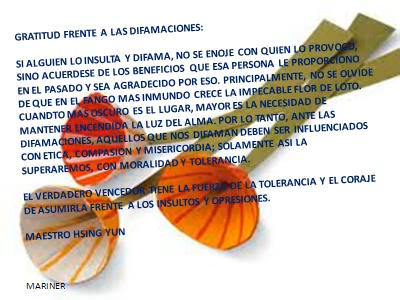 GRATITUD FRENTE A LAS DIFAMACIONES:
SI ALGUIEN LO INSULTA Y DIFAMA, NO SE ENOJE CON QUIEN LO PROVOCO,
SINO ACUERDESE DE LOS BENEFICIOS QUE ESA PERSONA LE PROPORCIONO
EN EL PASADO Y SEA AGRADECIDO POR ESO. PRINCIPALMENTE, NO SE OLVIDE
DE QUE EN EL FANGO MAS INMUNDO CRECE LA IMPECABLE FLOR DE LOTO.
CUANDTO MAS OSCURO ES EL LUGAR, MAYOR ES LA NECESIDAD DE
MANTENER ENCENDIDA LA LUZ DEL ALMA. POR LO TANTO, ANTE LAS
DIFAMACIONES, AQUELLOS QUE NOS DIFAMAN DEBEN SER INFLUENCIADOS
CON ETICA, COMPASION Y MISERICORDIA; SOLAMENTE ASI LA
SUPERAREMOS, CON MORALIDAD Y TOLERANCIA.
EL VERDADERO VENCEDOR TIENE LA FUERZA DE LA TOLERANCIA Y EL CORAJE
DE ASUMIRLA FRENTE A LOS INSULTOS Y OPRESIONES.
MAESTRO HSING YUN
MARINER